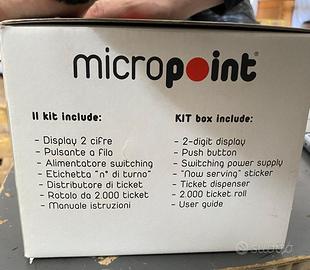 micropoint®
Il kit include:
- Display 2 cifre
- Pulsante a filo
- Alimentatore switching
- Etichetta "n° di turno"
- Distributore di ticket
- Rotolo da 2.000 ticket
- Manuale istruzioni
KIT box include:
- 2-digit display
- Push button
- Switching power supply
- "Now serving" sticker
- Ticket dispenser
- 2.000 ticket roll
- User guide
subito